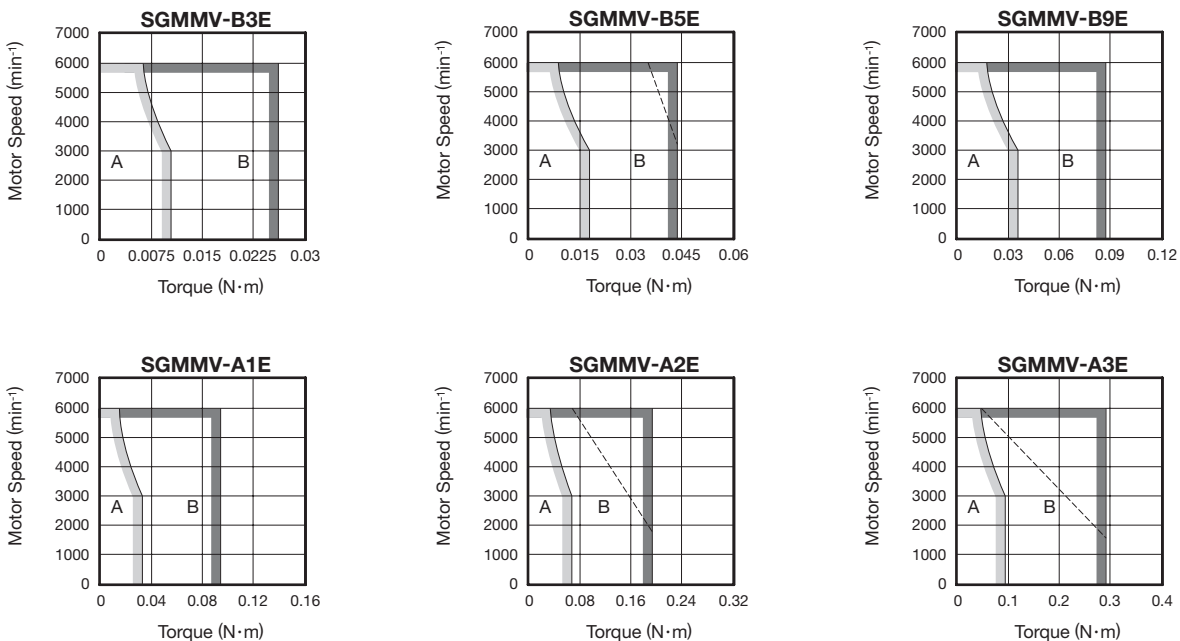 SGMMV-B3E
Motor Speed (min⁻¹)
7000
6000
5000
4000
3000
2000
1000
0
A
B
0 0.0075 0.015 0.0225 0.03
Torque (N·m)
SGMMV-B5E
Motor Speed (min⁻¹)
7000
6000
5000
4000
3000
2000
1000
0
A
B
0 0.015 0.03 0.045 0.06
Torque (N·m)
SGMMV-B9E
Motor Speed (min⁻¹)
7000
6000
5000
4000
3000
2000
1000
0
A
B
0 0.03 0.06 0.09 0.12
Torque (N·m)
SGMMV-A1E
Motor Speed (min⁻¹)
7000
6000
5000
4000
3000
2000
1000
0
A
B
0 0.04 0.08 0.12 0.16
Torque (N·m)
SGMMV-A2E
Motor Speed (min⁻¹)
7000
6000
5000
4000
3000
2000
1000
0
A
B
0 0.08 0.16 0.24 0.32
Torque (N·m)
SGMMV-A3E
Motor Speed (min⁻¹)
7000
6000
5000
4000
3000
2000
1000
0
A
B
0 0.1 0.2 0.3 0.4
Torque (N·m)